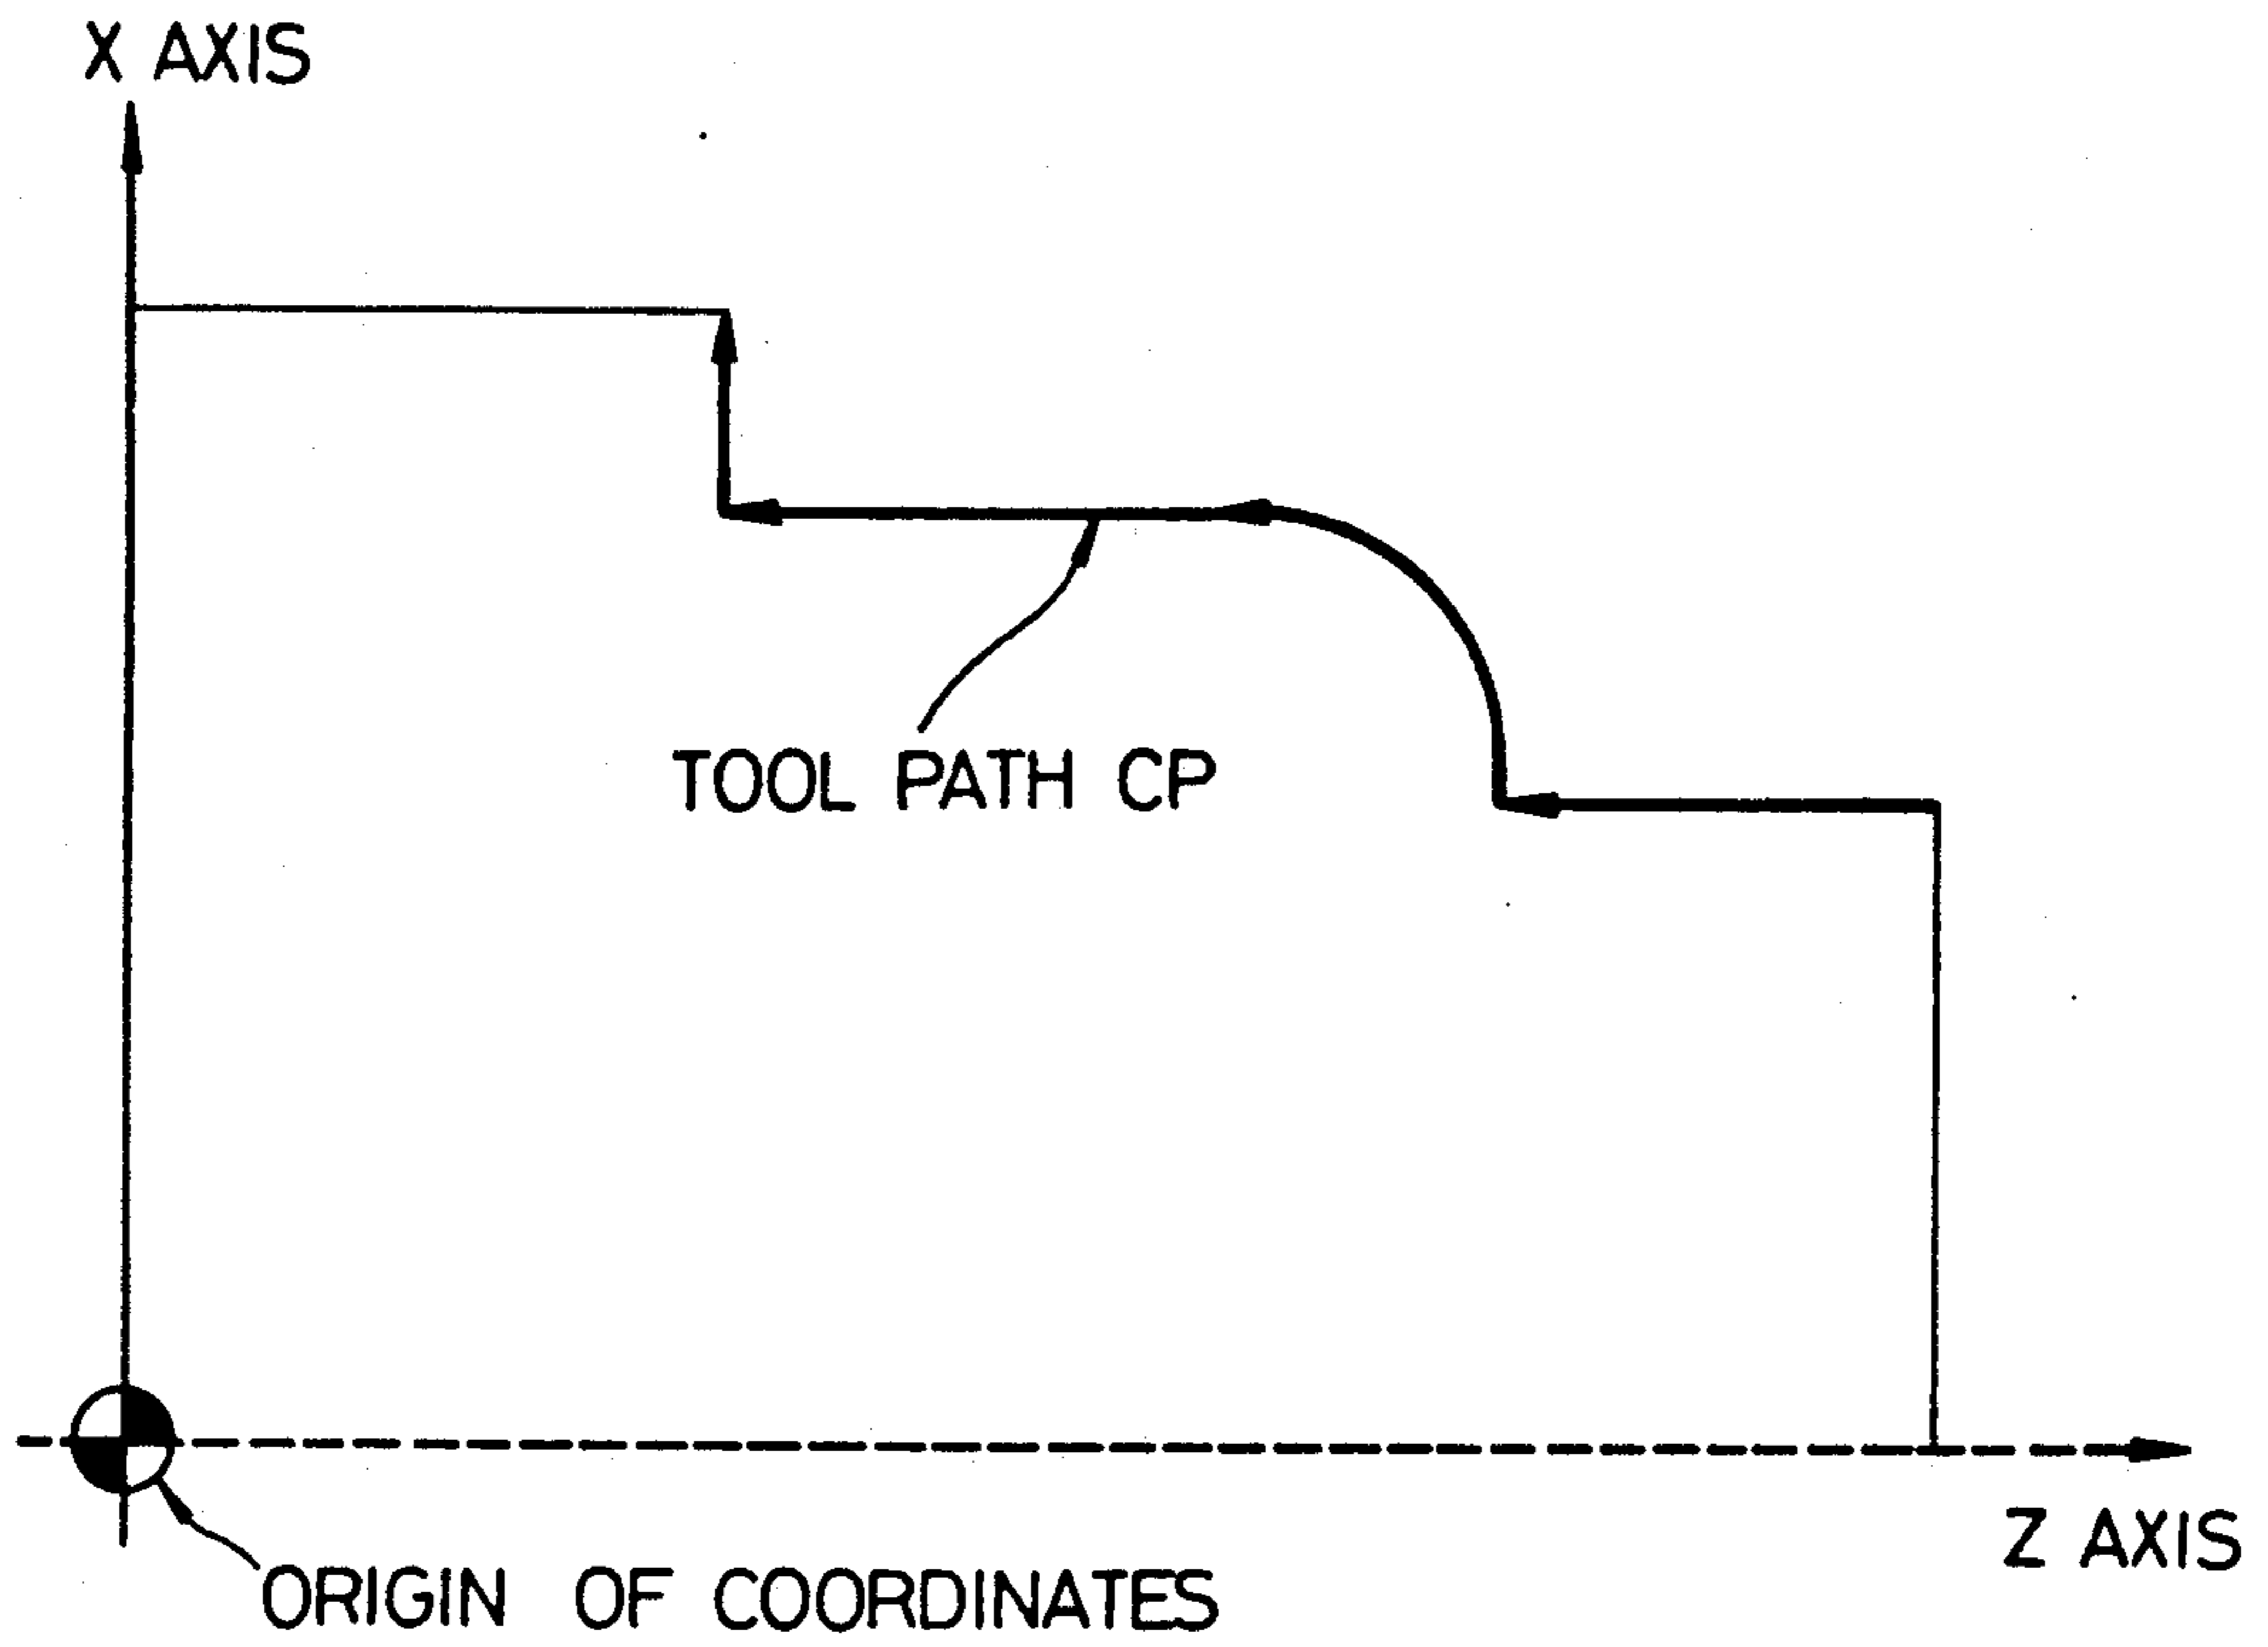 X AXIS
TOOL PATH CP
Z AXIS
ORIGIN OF COORDINATES